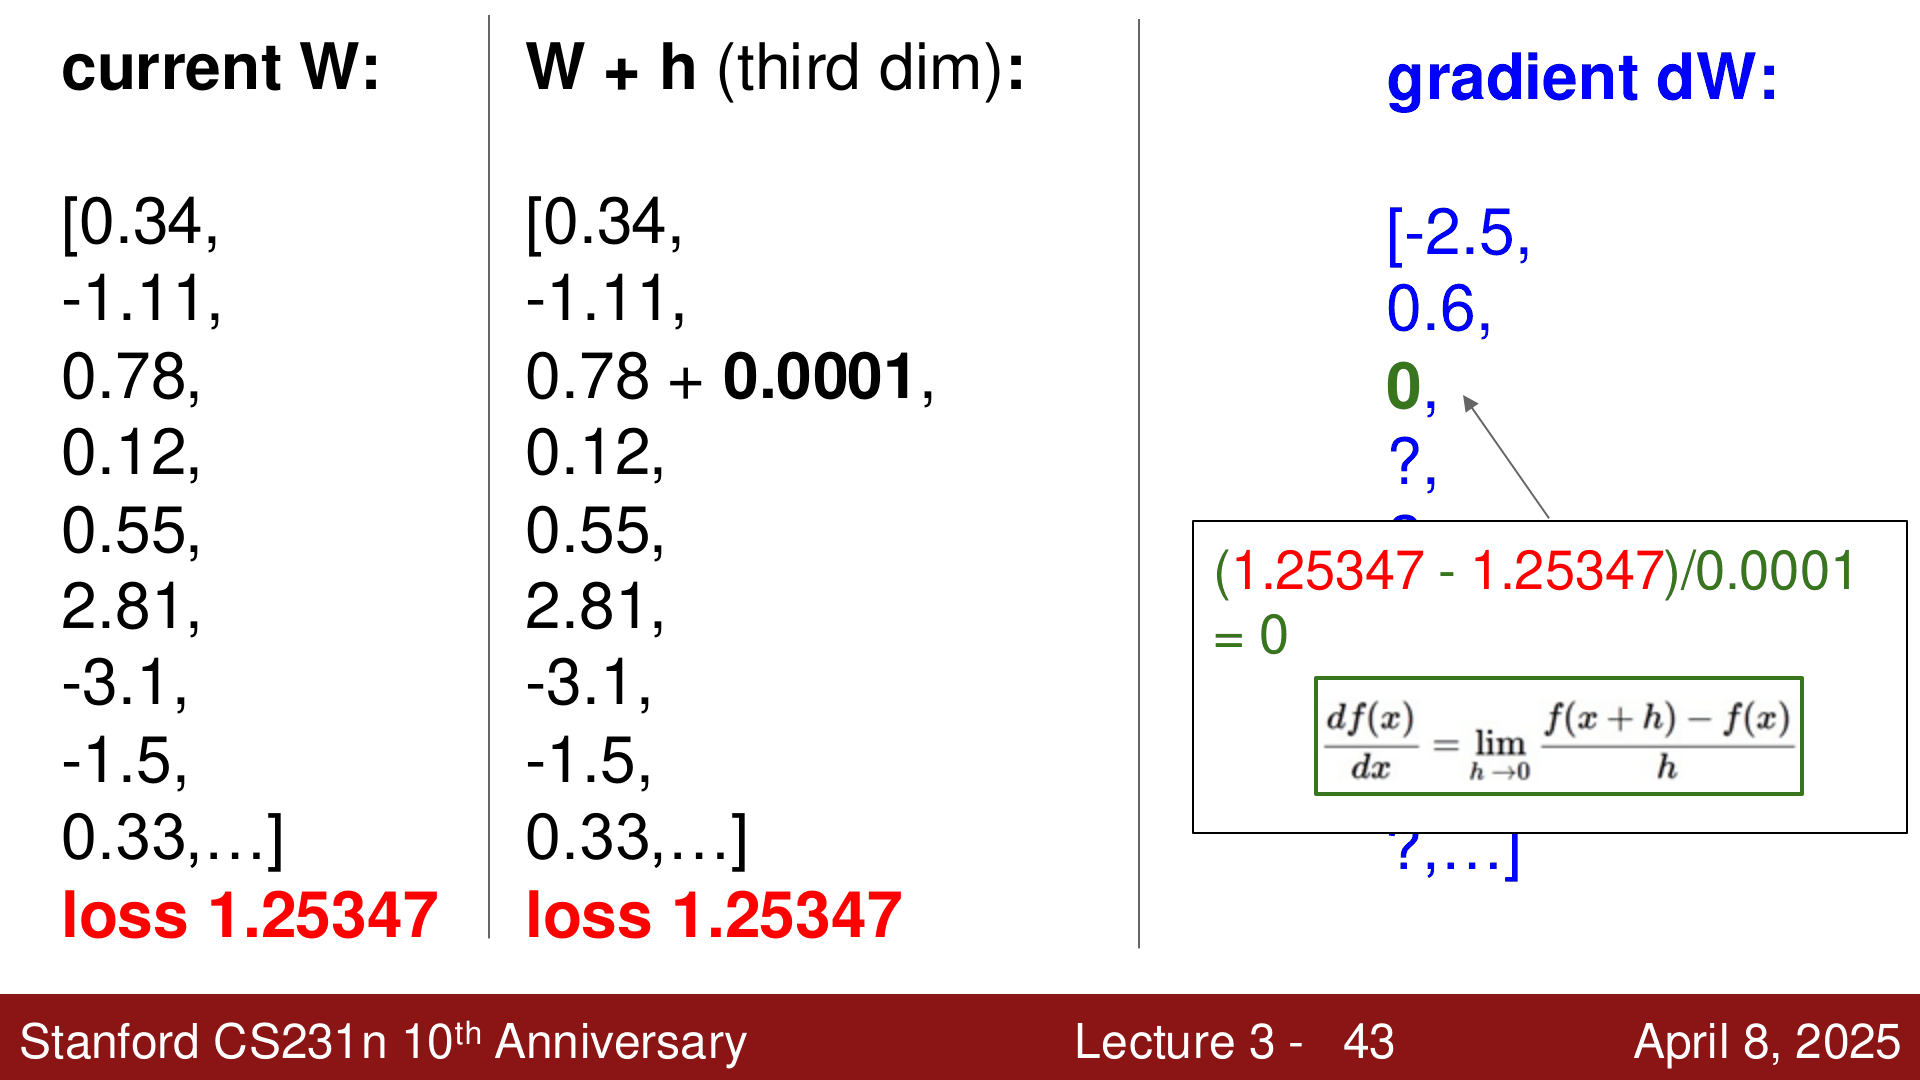 current W:
[0.34,
-1.11,
0.78,
0.12,
0.55,
2.81,
-3.1,
-1.5,
0.33,…]
loss 1.25347
W + h (third dim):
[0.34,
-1.11,
0.78 + 0.0001,
0.12,
0.55,
2.81,
-3.1,
-1.5,
0.33,…]
loss 1.25347
gradient dW:
[-2.5,
0.6,
0,
?,
(1.25347 - 1.25347)/0.0001
= 0
df(x)/dx = lim h→0 f(x + h) − f(x)/h
?,…]
Stanford CS231n 10th Anniversary
Lecture 3 - 43
April 8, 2025